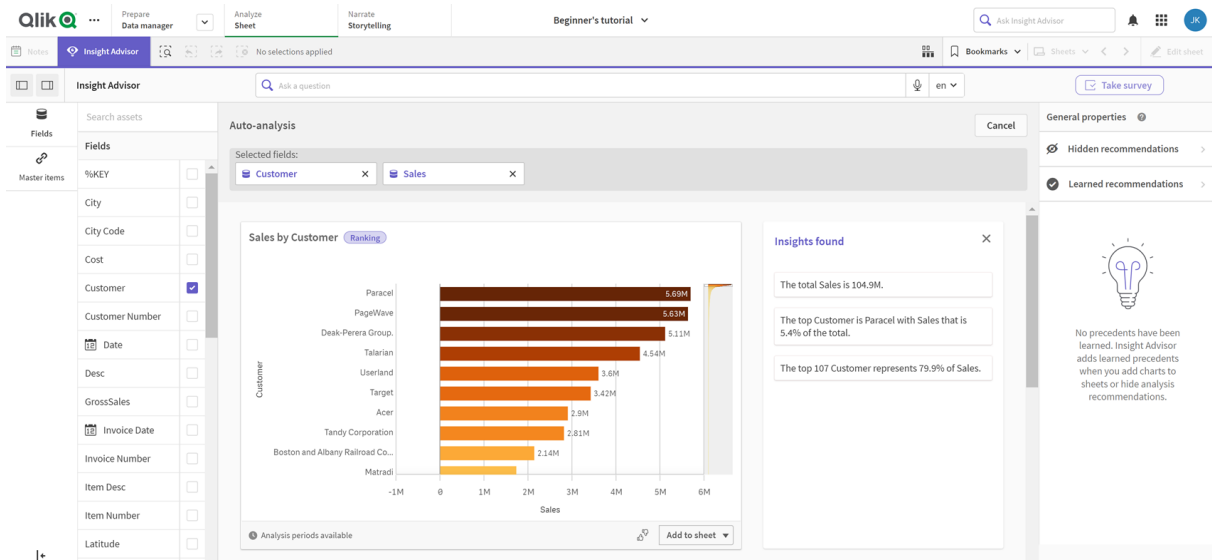 Qlik
Prepare
Data manager
Analyze
Sheet
Narrate
Storytelling
Beginner's tutorial
Ask Insight Advisor
JK
Notes
Insight Advisor
No selections applied
Bookmarks
Sheets
Edit sheet
Insight Advisor
Ask a question
en
Take survey
Fields
Master items
Search assets
Fields
%KEY
City
City Code
Cost
Customer
Customer Number
Date
Desc
GrossSales
Invoice Date
Invoice Number
Item Desc
Item Number
Latitude
Auto-analysis
Cancel
Selected fields:
Customer
Sales
Sales by Customer
Ranking
Customer
Paracel
5.69M
PageWave
5.63M
Deak-Perera Group.
5.11M
Talarian
4.54M
Userland
3.6M
Target
3.42M
Acer
2.9M
Tandy Corporation
2.81M
Boston and Albany Railroad Co...
2.14M
Matradi
-1M 0 1M 2M 3M 4M 5M 6M
Sales
Analysis periods available
Add to sheet
Insights found
The total Sales is 104.9M.
The top Customer is Paracel with Sales that is
5.4% of the total.
The top 107 Customer represents 79.9% of Sales.
General properties
Hidden recommendations
Learned recommendations
No precedents have been
learned. Insight Advisor
adds learned precedents
when you add charts to
sheets or hide analysis
recommendations.